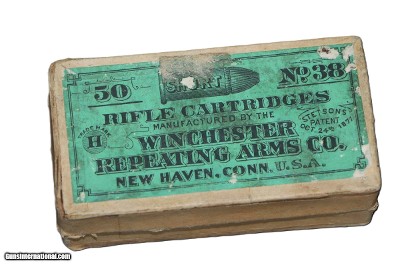 50 SHORT No. 38
RIFLE CARTRIDGES
MANUFACTURED BY THE
TRADE MARK
H
WINCHESTER
STETSON'S
PATENT
OCT. 24TH 1871
REPEATING ARMS CO.
NEW HAVEN. CONN. U.S.A.
GunsInternational.com